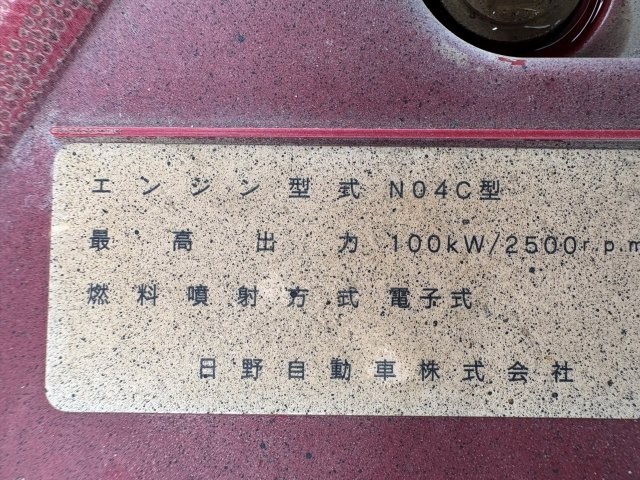 エンジン型式 N04C型
最高出力 100kW/2500r.p.m
燃料噴射方式 電子式
日野自動車株式会社